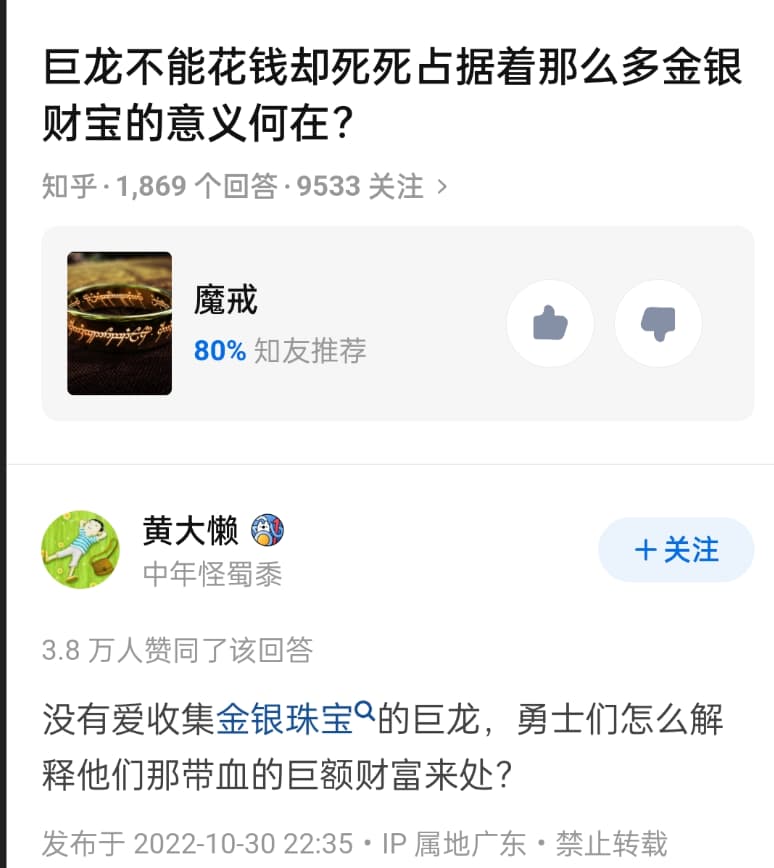 巨龙不能花钱却死死占据着那么多金银
财宝的意义何在？
知乎·1,869 个回答·9533 关注 >
魔戒
80% 知友推荐
黄大懒
+ 关注
中年怪蜀黍
3.8 万人赞同了该回答
没有爱收集金银珠宝的巨龙，勇士们怎么解
释他们那带血的巨额财富来处？
发布于 2022-10-30 22:35・IP 属地广东・禁止转载